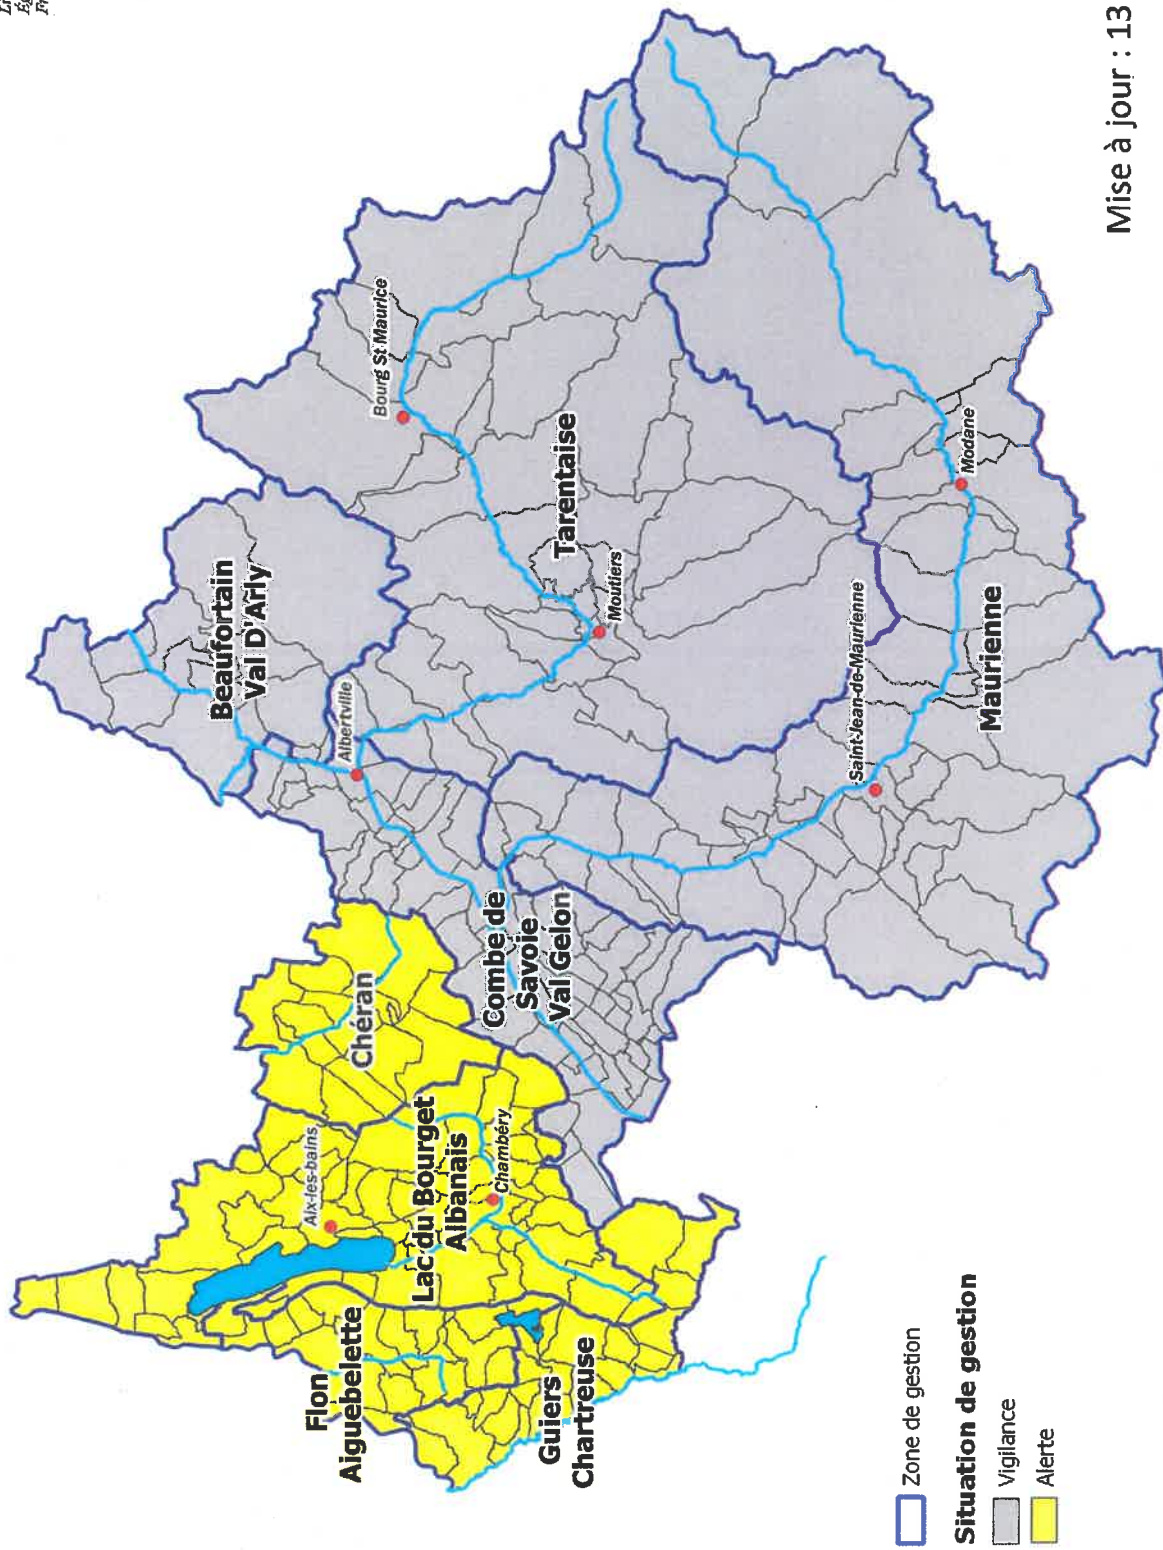 Beaufortain
Val D'Arly
Albertville
Bourg St Maurice
Tarentaise
Moutiers
Chéran
Aix-les-bains
Lac du Bourget
Albanais
Chambéry
Combe de
Savoie
Val Gelon
Flon
Aiguebelette
Guiers
Chartreuse
Saint-Jean-de-Maurienne
Maurienne
Modane
Zone de gestion
Situation de gestion
Vigilance
Alerte
Mise à jour : 13